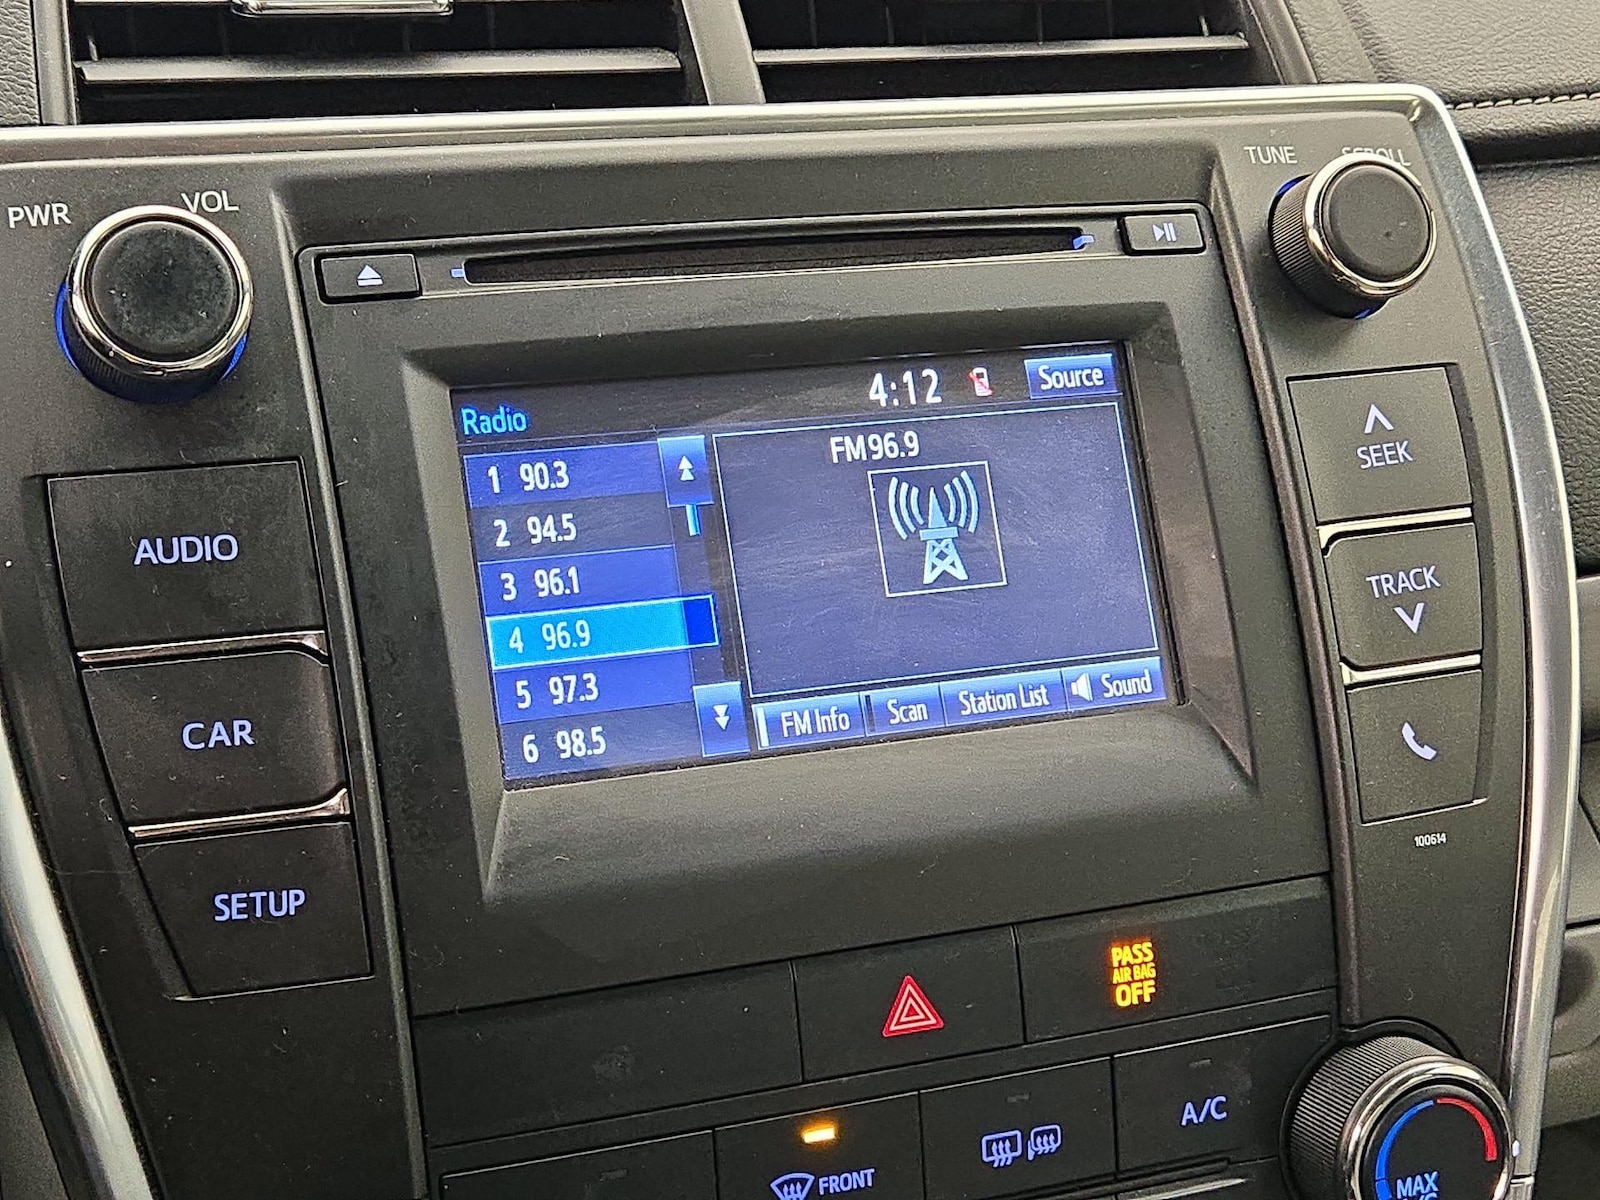 PWR
VOL
TUNE
SCROLL
AUDIO
CAR
SETUP
4:12
Source
Radio
1 90.3
2 94.5
3 96.1
4 96.9
5 97.3
6 98.5
FM96.9
FM Info
Scan
Station List
Sound
SEEK
TRACK
100614
PASS
AIR BAG
OFF
FRONT
A/C
MAX